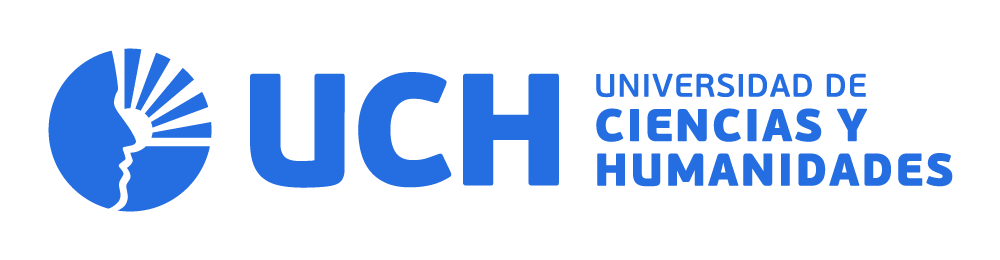 UCH
UNIVERSIDAD DE
CIENCIAS Y
HUMANIDADES